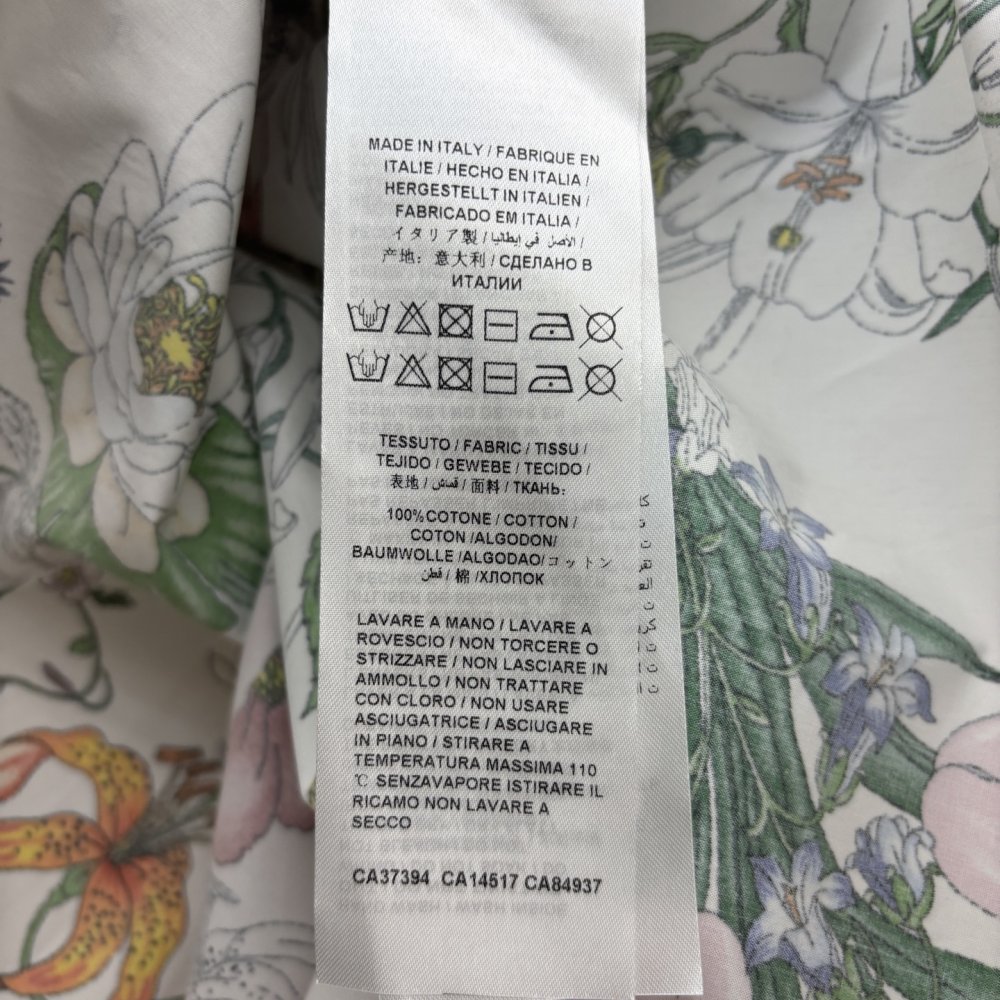 MADE IN ITALY / FABRIQUE EN
ITALIE / HECHO EN ITALIA /
HERGESTELLT IN ITALIEN /
FABRICADO EM ITALIA /
イタリア製 / الاصل في إيطاليا /
产地：意大利 / СДЕЛАНО В
ИТАЛИИ
TESSUTO / FABRIC / TISSU /
TEJIDO / GEWEBE / TECIDO /
表地 / قماش / 面料 / ТКАНЬ:
100% COTONE / COTTON /
COTON /ALGODON/
BAUMWOLLE /ALGODAO/コットン
قطن / 棉 /ХЛОПОК
LAVARE A MANO / LAVARE A
ROVESCIO / NON TORCERE O
STRIZZARE / NON LASCIARE IN
AMMOLLO / NON TRATTARE
CON CLORO / NON USARE
ASCIUGATRICE / ASCIUGARE
IN PIANO / STIRARE A
TEMPERATURA MASSIMA 110
℃ SENZAVAPORE ISTIRARE IL
RICAMO NON LAVARE A
SECCO
CA37394 CA14517 CA84937